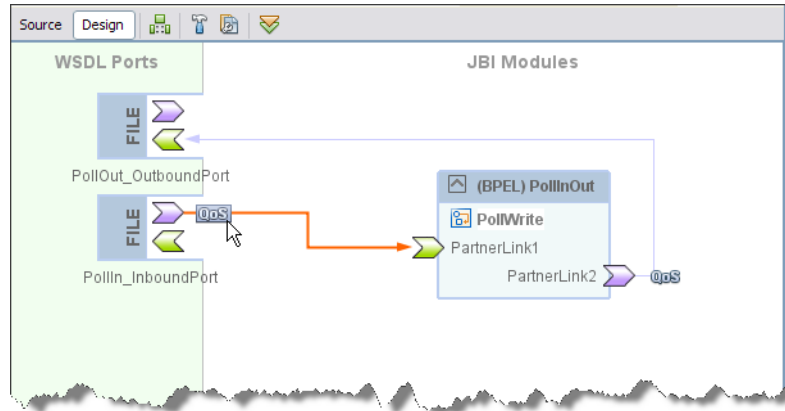 Source Design
WSDL Ports JBI Modules
FILE
PollOut_OutboundPort
FILE
QoS
PollIn_InboundPort
(BPEL) PollInOut
PollWrite
PartnerLink1
PartnerLink2 QoS